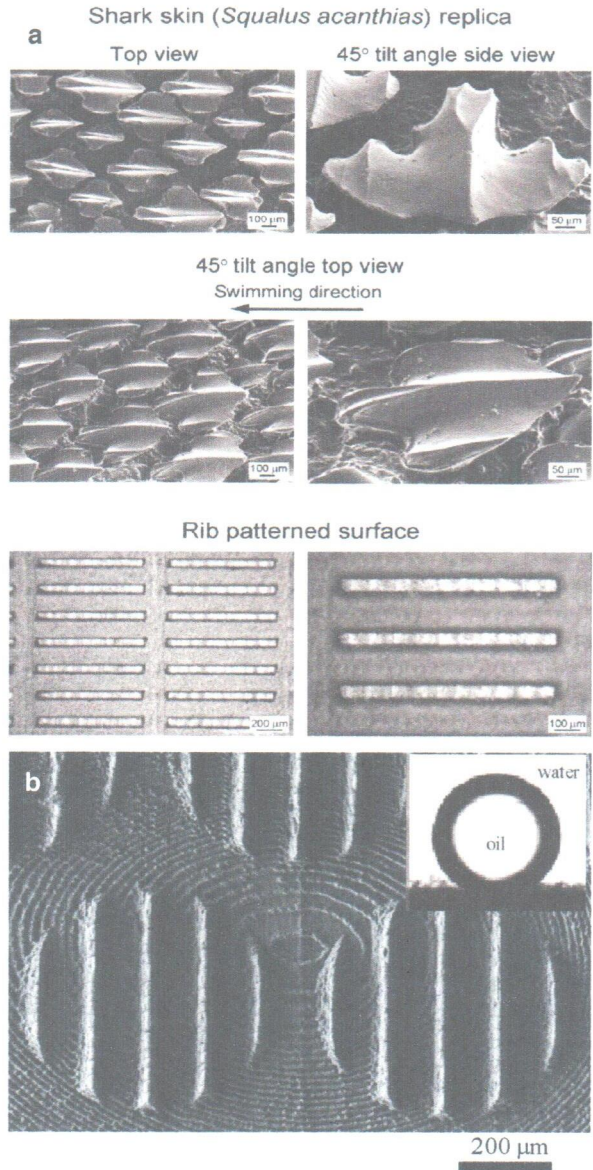 Shark skin (Squalus acanthias) replica
a
Top view
45° tilt angle side view
100 µm
50 µm
45° tilt angle top view
Swimming direction
100 µm
50 µm
Rib patterned surface
200 µm
100 µm
b
water
oil
200 µm